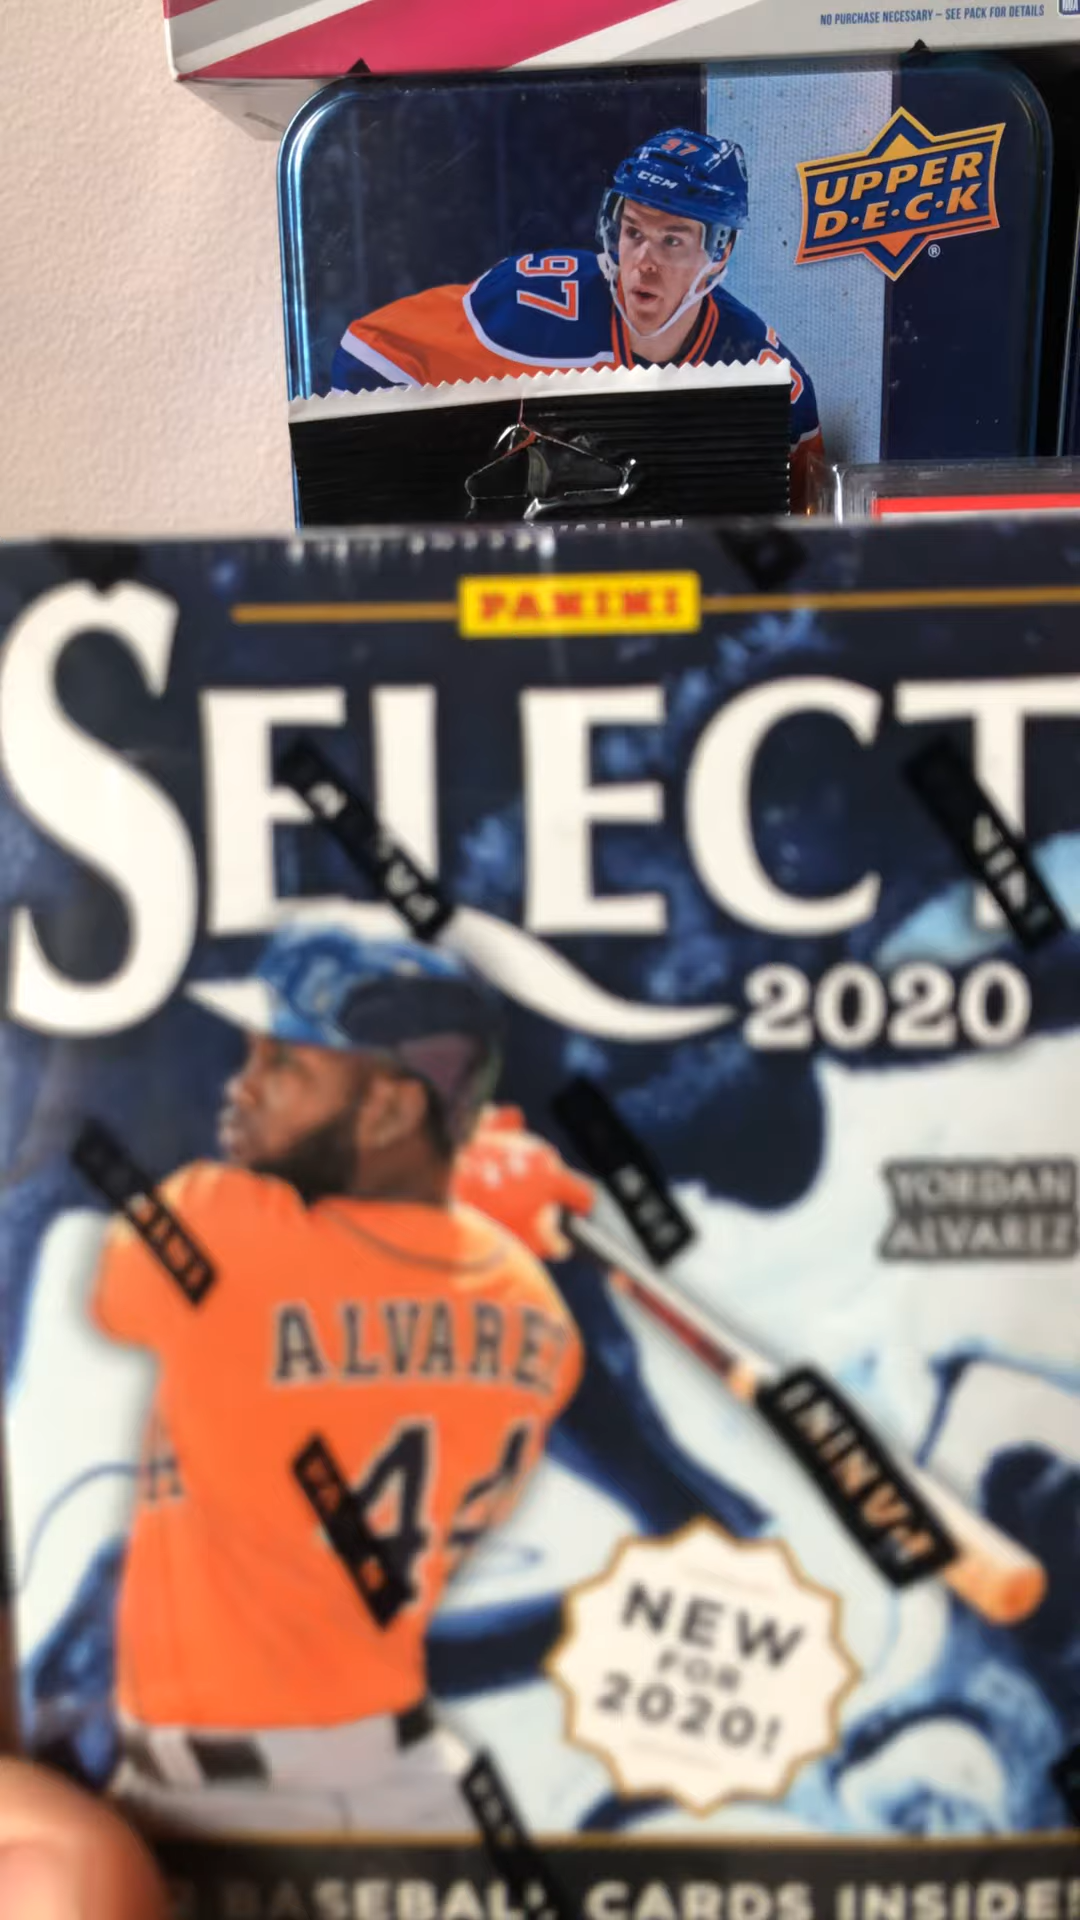 NO PURCHASE NECESSARY – SEE PACK FOR DETAILS
97
CCM
UPPER
D·E·C·K
®
97
PANINI
SELECT
2020
YORDAN
ALVAREZ
ALVAREZ
44
PANINI
NEW
FOR
2020!
BASEBALL CARDS INSIDE!